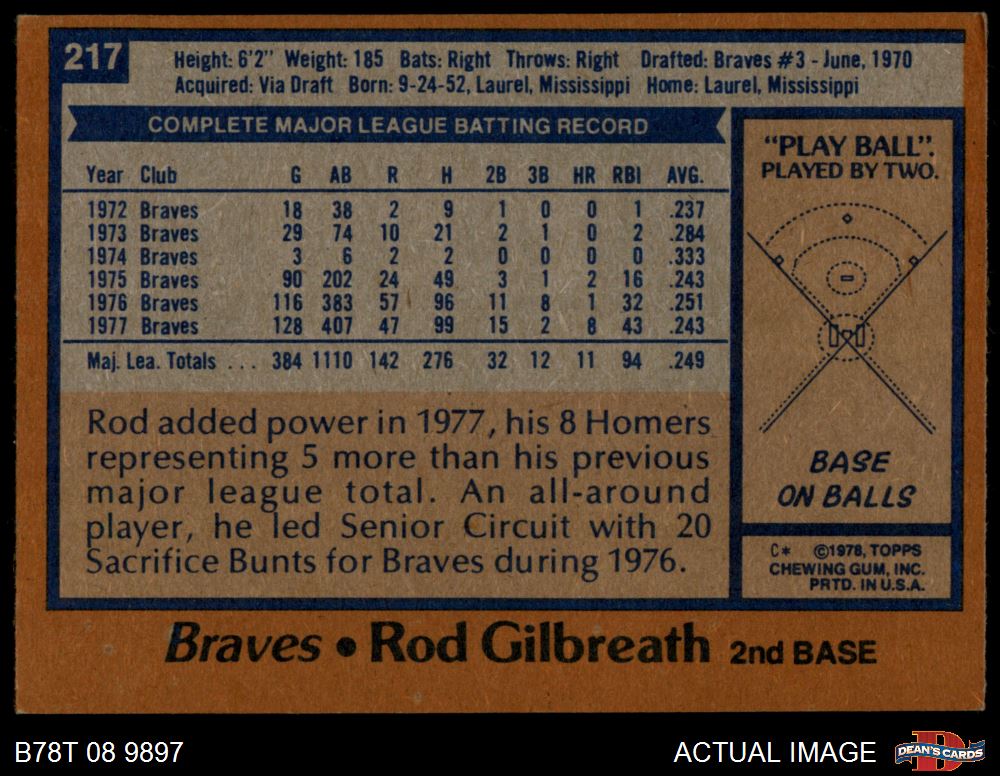 217
Height: 6'2" Weight: 185 Bats: Right Throws: Right Drafted: Braves #3 - June, 1970
Acquired: Via Draft Born: 9-24-52, Laurel, Mississippi Home: Laurel, Mississippi
COMPLETE MAJOR LEAGUE BATTING RECORD
Year Club G AB R H 2B 3B HR RBI AVG.
1972 Braves 18 38 2 9 1 0 0 1 .237
1973 Braves 29 74 10 21 2 1 0 2 .284
1974 Braves 3 6 2 2 0 0 0 0 .333
1975 Braves 90 202 24 49 3 1 2 16 .243
1976 Braves 116 383 57 96 11 8 1 32 .251
1977 Braves 128 407 47 99 15 2 8 43 .243
Maj. Lea. Totals ... 384 1110 142 276 32 12 11 94 .249
Rod added power in 1977, his 8 Homers
representing 5 more than his previous
major league total. An all-around
player, he led Senior Circuit with 20
Sacrifice Bunts for Braves during 1976.
"PLAY BALL".
PLAYED BY TWO.
BASE
ON BALLS
C* ©1978, TOPPS
CHEWING GUM, INC.
PRTD. IN U.S.A.
Braves • Rod Gilbreath 2nd BASE
B78T 08 9897
ACTUAL IMAGE
D
DEAN'S CARDS